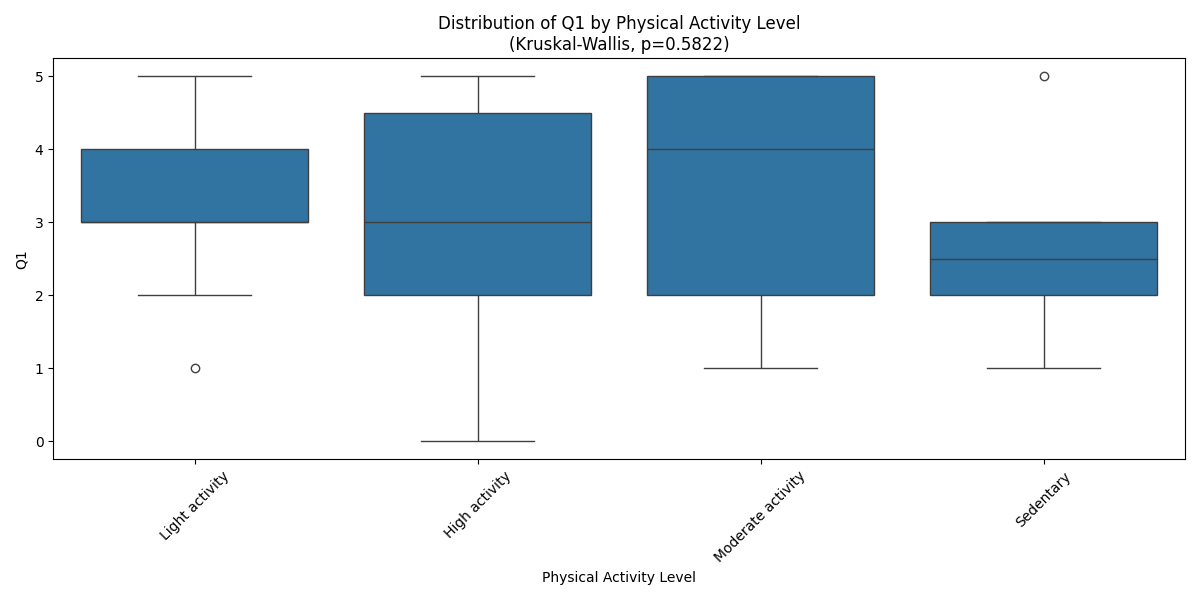 Distribution of Q1 by Physical Activity Level
(Kruskal-Wallis, p=0.5822)
Q1
5
4
3
2
1
0
Light activity
High activity
Moderate activity
Sedentary
Physical Activity Level